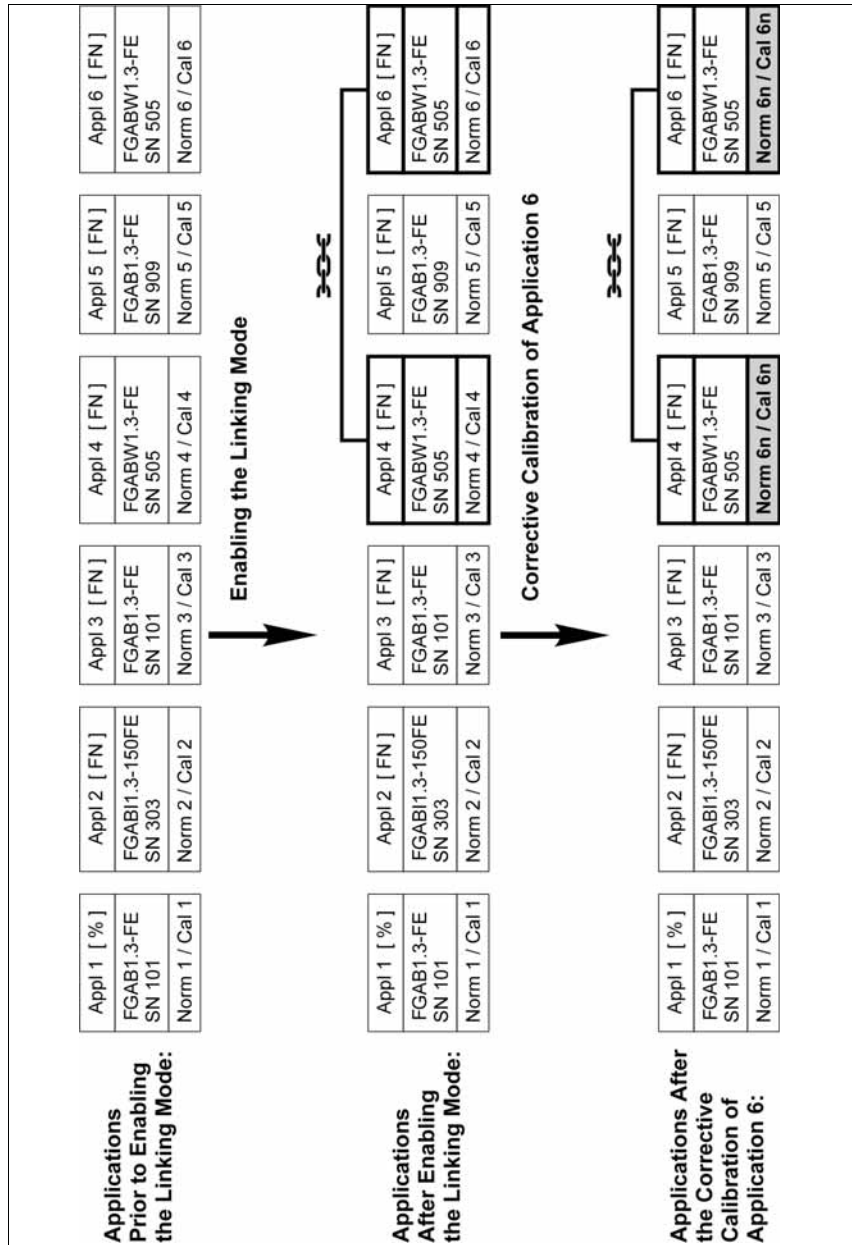 Applications
Prior to Enabling
the Linking Mode:
Appl 1 [ % ]
FGAB1.3-FE
SN 101
Norm 1 / Cal 1
Appl 2 [ FN ]
FGABI1.3-150FE
SN 303
Norm 2 / Cal 2
Appl 3 [ FN ]
FGAB1.3-FE
SN 101
Norm 3 / Cal 3
Appl 4 [ FN ]
FGABW1.3-FE
SN 505
Norm 4 / Cal 4
Appl 5 [ FN ]
FGAB1.3-FE
SN 909
Norm 5 / Cal 5
Appl 6 [ FN ]
FGABW1.3-FE
SN 505
Norm 6 / Cal 6
Enabling the Linking Mode
Applications
After Enabling
the Linking Mode:
Appl 1 [ % ]
FGAB1.3-FE
SN 101
Norm 1 / Cal 1
Appl 2 [ FN ]
FGABI1.3-150FE
SN 303
Norm 2 / Cal 2
Appl 3 [ FN ]
FGAB1.3-FE
SN 101
Norm 3 / Cal 3
Appl 4 [ FN ]
FGABW1.3-FE
SN 505
Norm 4 / Cal 4
Appl 5 [ FN ]
FGAB1.3-FE
SN 909
Norm 5 / Cal 5
Appl 6 [ FN ]
FGABW1.3-FE
SN 505
Norm 6 / Cal 6
Corrective Calibration of Application 6
Applications After
the Corrective
Calibration of
Application 6:
Appl 1 [ % ]
FGAB1.3-FE
SN 101
Norm 1 / Cal 1
Appl 2 [ FN ]
FGABI1.3-150FE
SN 303
Norm 2 / Cal 2
Appl 3 [ FN ]
FGAB1.3-FE
SN 101
Norm 3 / Cal 3
Appl 4 [ FN ]
FGABW1.3-FE
SN 505
Norm 6n / Cal 6n
Appl 5 [ FN ]
FGAB1.3-FE
SN 909
Norm 5 / Cal 5
Appl 6 [ FN ]
FGABW1.3-FE
SN 505
Norm 6n / Cal 6n